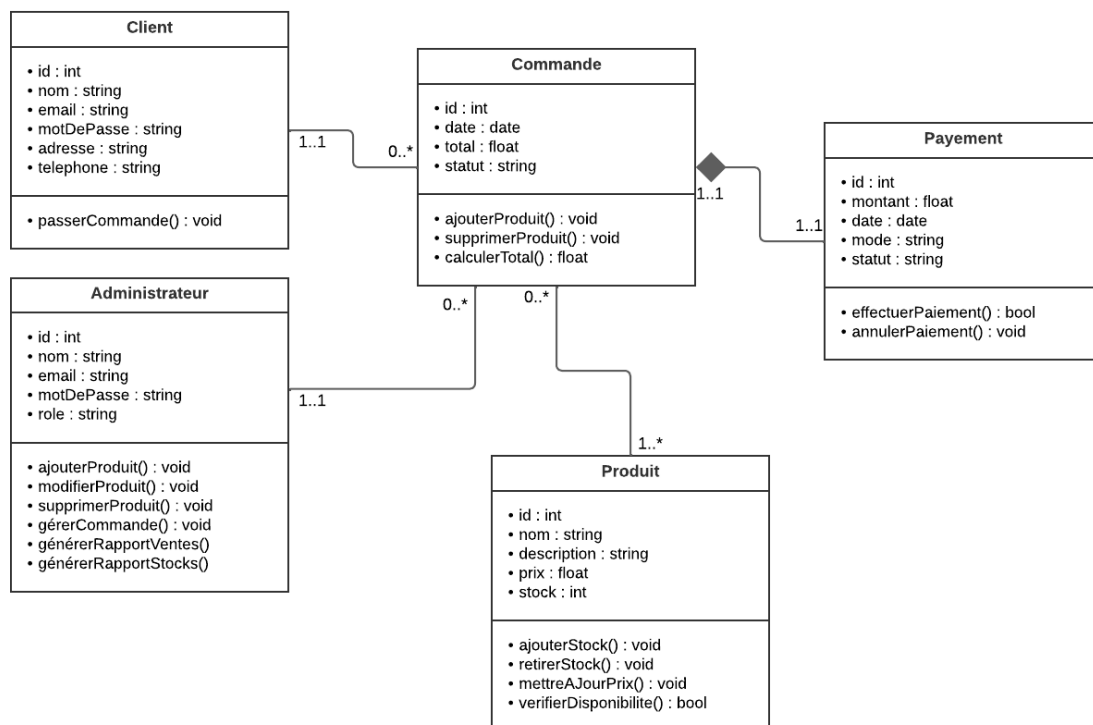 Client
• id : int
• nom : string
• email : string
• motDePasse : string
• adresse : string
• telephone : string
• passerCommande() : void
1..1
0..*
Commande
• id : int
• date : date
• total : float
• statut : string
• ajouterProduit() : void
• supprimerProduit() : void
• calculerTotal() : float
1..1
1..1
Payement
• id : int
• montant : float
• date : date
• mode : string
• statut : string
• effectuerPaiement() : bool
• annulerPaiement() : void
Administrateur
• id : int
• nom : string
• email : string
• motDePasse : string
• role : string
• ajouterProduit() : void
• modifierProduit() : void
• supprimerProduit() : void
• gérerCommande() : void
• générerRapportVentes()
• générerRapportStocks()
0..*
1..1
0..*
1..*
Produit
• id : int
• nom : string
• description : string
• prix : float
• stock : int
• ajouterStock() : void
• retirerStock() : void
• mettreAJourPrix() : void
• verifierDisponibilite() : bool